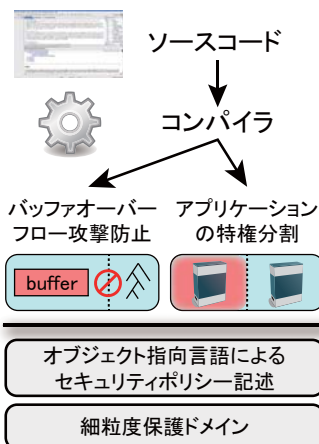 ソースコード
コンパイラ
バッファオーバー
フロー攻撃防止
アプリケーション
の特権分割
buffer
オブジェクト指向言語による
セキュリティポリシー記述
細粒度保護ドメイン